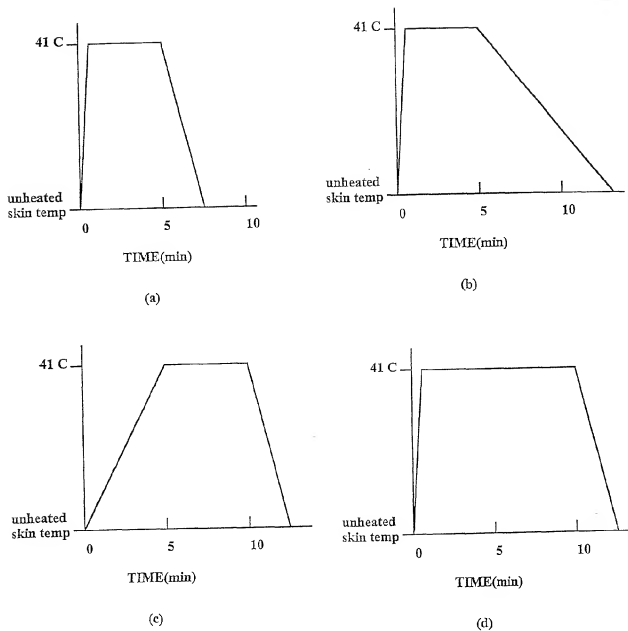 41 C
unheated
skin temp
0 5 10
TIME(min)
(a)
41 C
unheated
skin temp
0 5 10
TIME(min)
(b)
41 C
unheated
skin temp
0 5 10
TIME(min)
(c)
41 C
unheated
skin temp
0 5 10
TIME(min)
(d)